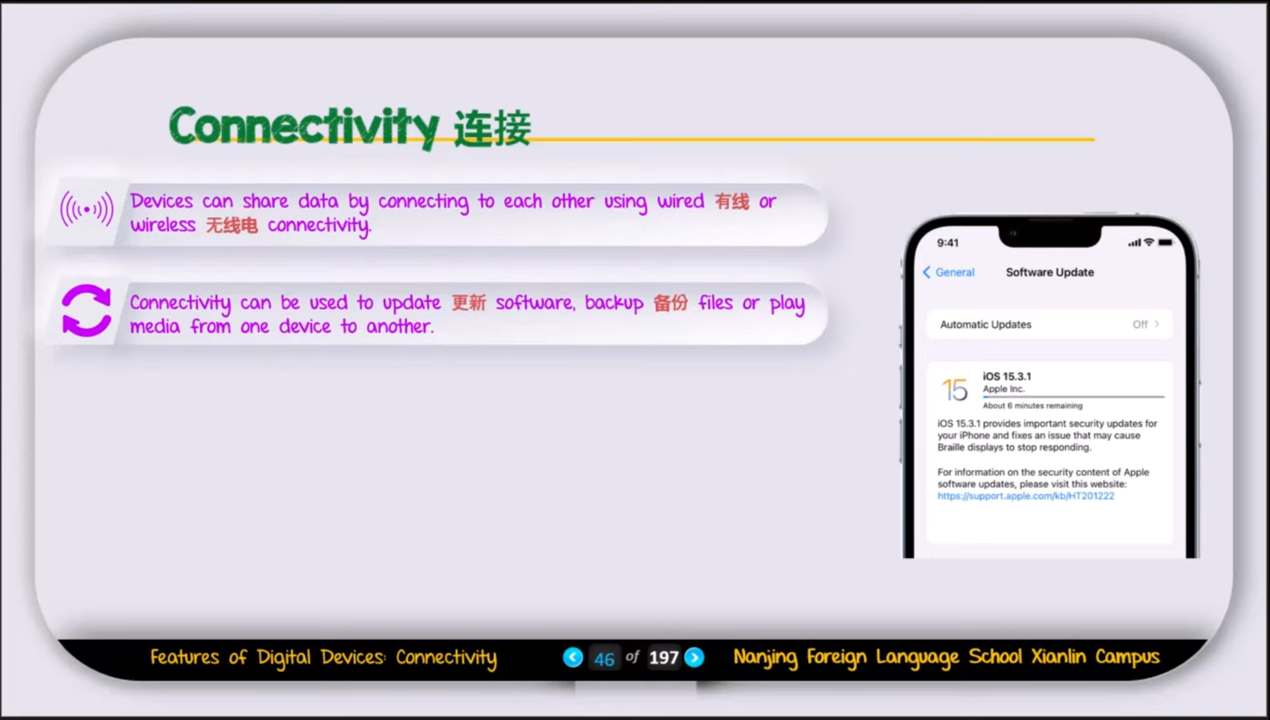 Connectivity 连接
Devices can share data by connecting to each other using wired 有线 or
wireless 无线电 connectivity.
Connectivity can be used to update 更新 software, backup 备份 files or play
media from one device to another.
9:41
General
Software Update
Automatic Updates
Off
15
iOS 15.3.1
Apple Inc.
About 6 minutes remaining
iOS 15.3.1 provides important security updates for
your iPhone and fixes an issue that may cause
Braille displays to stop responding.
For information on the security content of Apple
software updates, please visit this website:
https://support.apple.com/kb/HT201222
Features of Digital Devices: Connectivity
46 of 197
Nanjing Foreign Language School Xianlin Campus